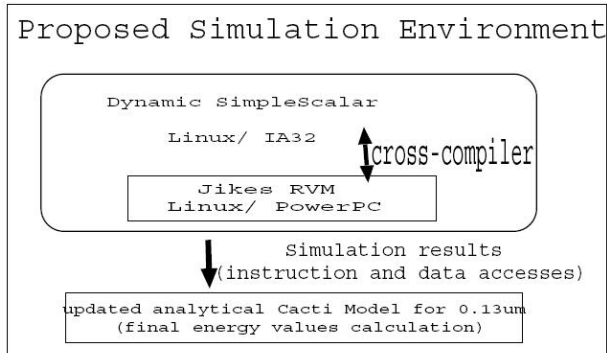 Proposed Simulation Environment
Dynamic SimpleScalar
Linux/ IA32
cross-compiler
Jikes RVM
Linux/ PowerPC
Simulation results
(instruction and data accesses)
updated analytical Cacti Model for 0.13um
(final energy values calculation)